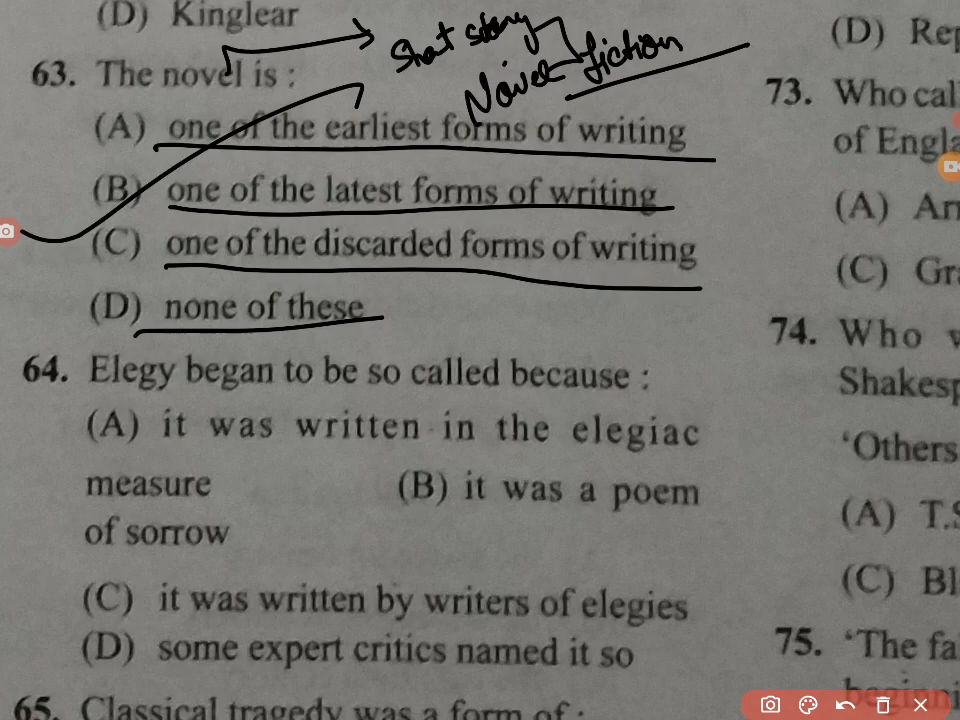 (D) Kinglear
Short story
Novel fiction
63. The novel is :
(A) one of the earliest forms of writing
(B) one of the latest forms of writing
(C) one of the discarded forms of writing
(D) none of these
64. Elegy began to be so called because :
(A) it was written in the elegiac
measure (B) it was a poem
of sorrow
(C) it was written by writers of elegies
(D) some expert critics named it so
65. Classical tragedy was a form of :
(D) Rep
73. Who call
of Engla
(A) Arn
(C) Gra
74. Who w
Shakesp
'Others
(A) T.S
(C) Bl
75. 'The fa
beginni